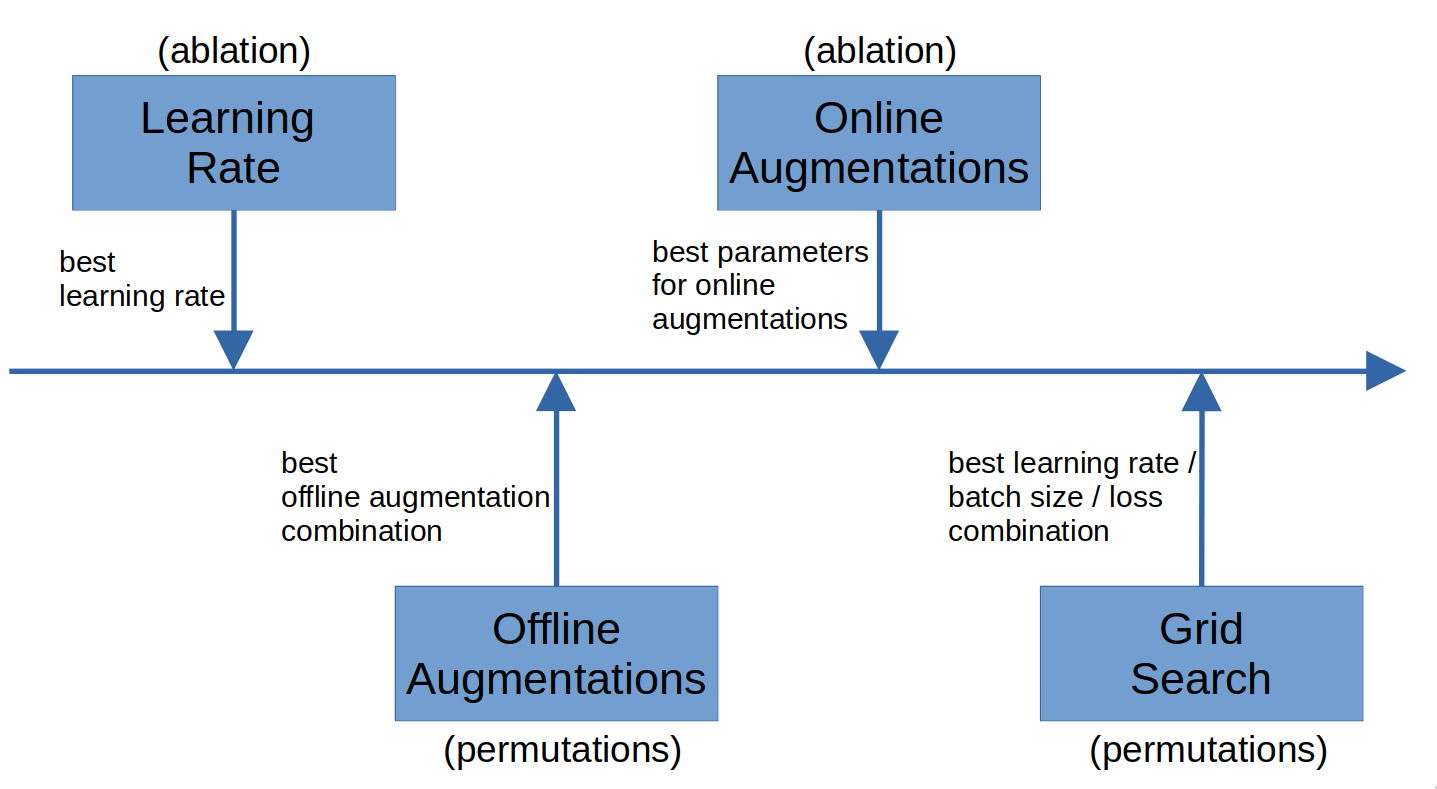 (ablation)
Learning
Rate
best
learning rate
(ablation)
Online
Augmentations
best parameters
for online
augmentations
best
offline augmentation
combination
Offline
Augmentations
(permutations)
best learning rate /
batch size / loss
combination
Grid
Search
(permutations)